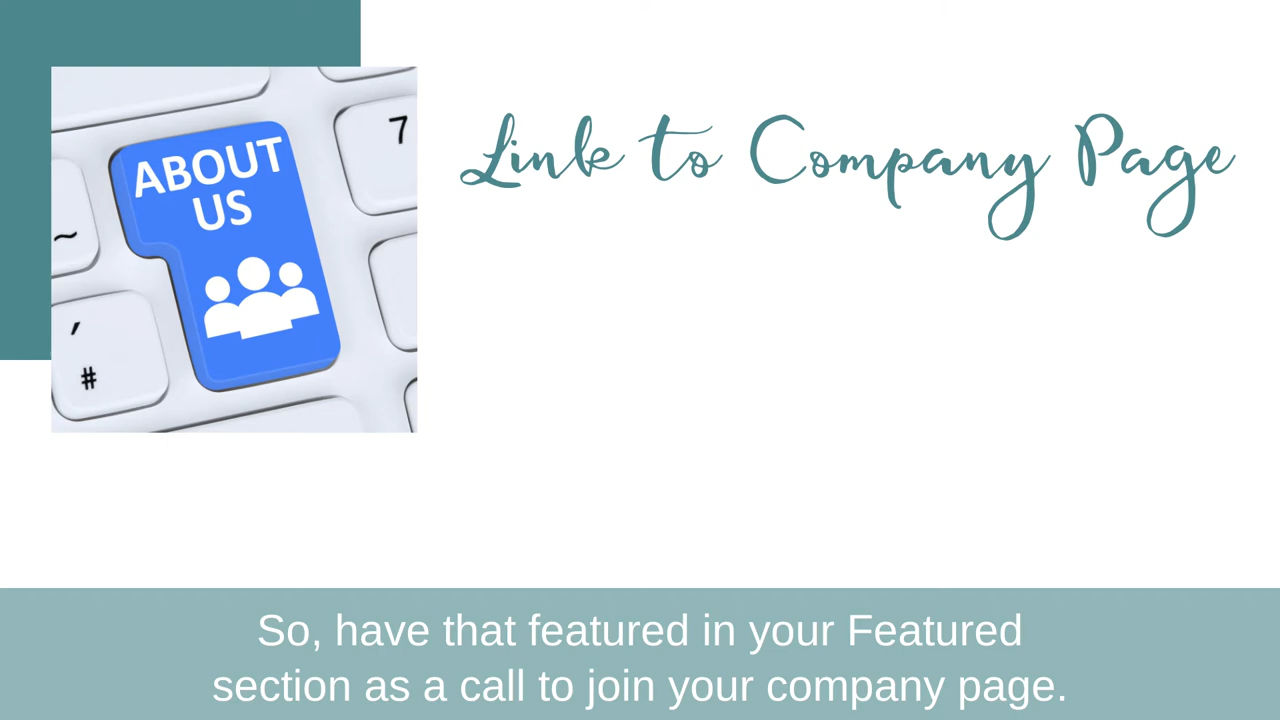 Link to Company Page
ABOUT
US
7
~
'
#
So, have that featured in your Featured
section as a call to join your company page.